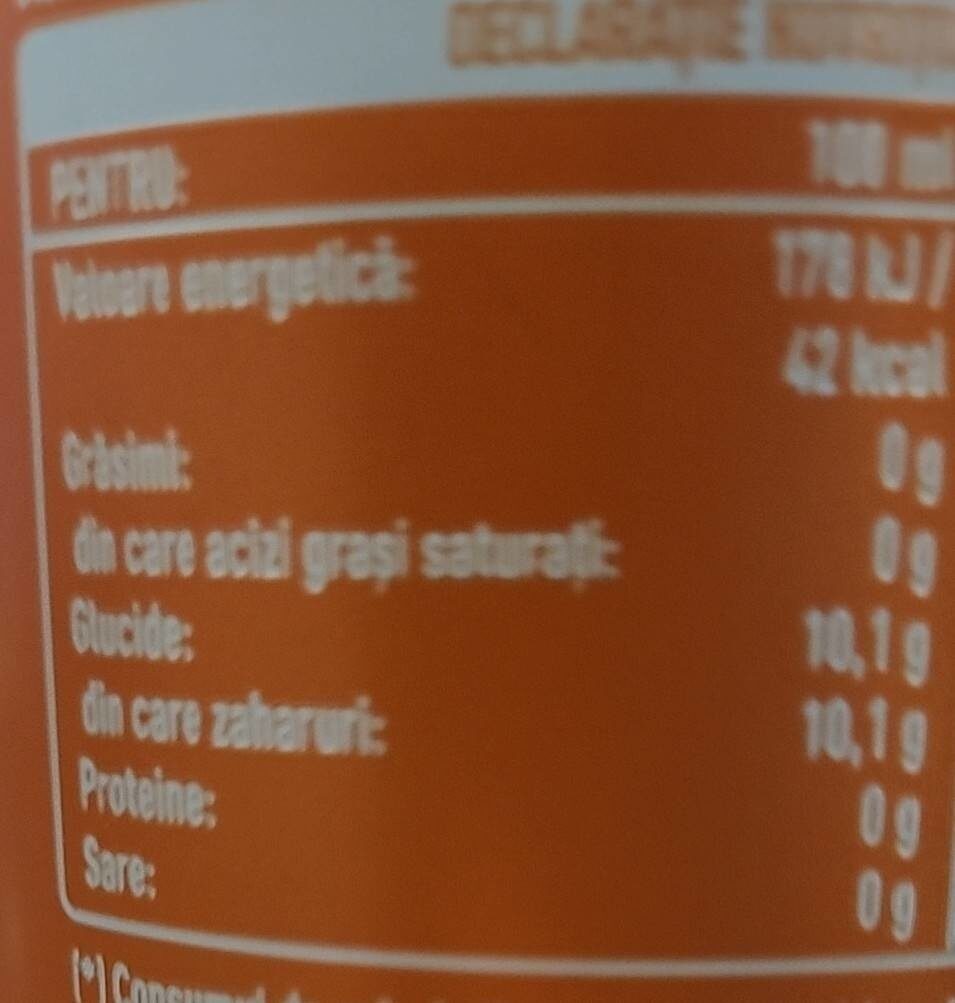 DECLARAȚIE
PENTRU: 100 ml
Valoare energetică: 178 kJ/
42 kcal
Grăsimi: 0 g
din care acizi grași saturați: 0 g
Glucide: 10,1 g
din care zaharuri: 10,1 g
Proteine: 0 g
Sare: 0 g
(*)